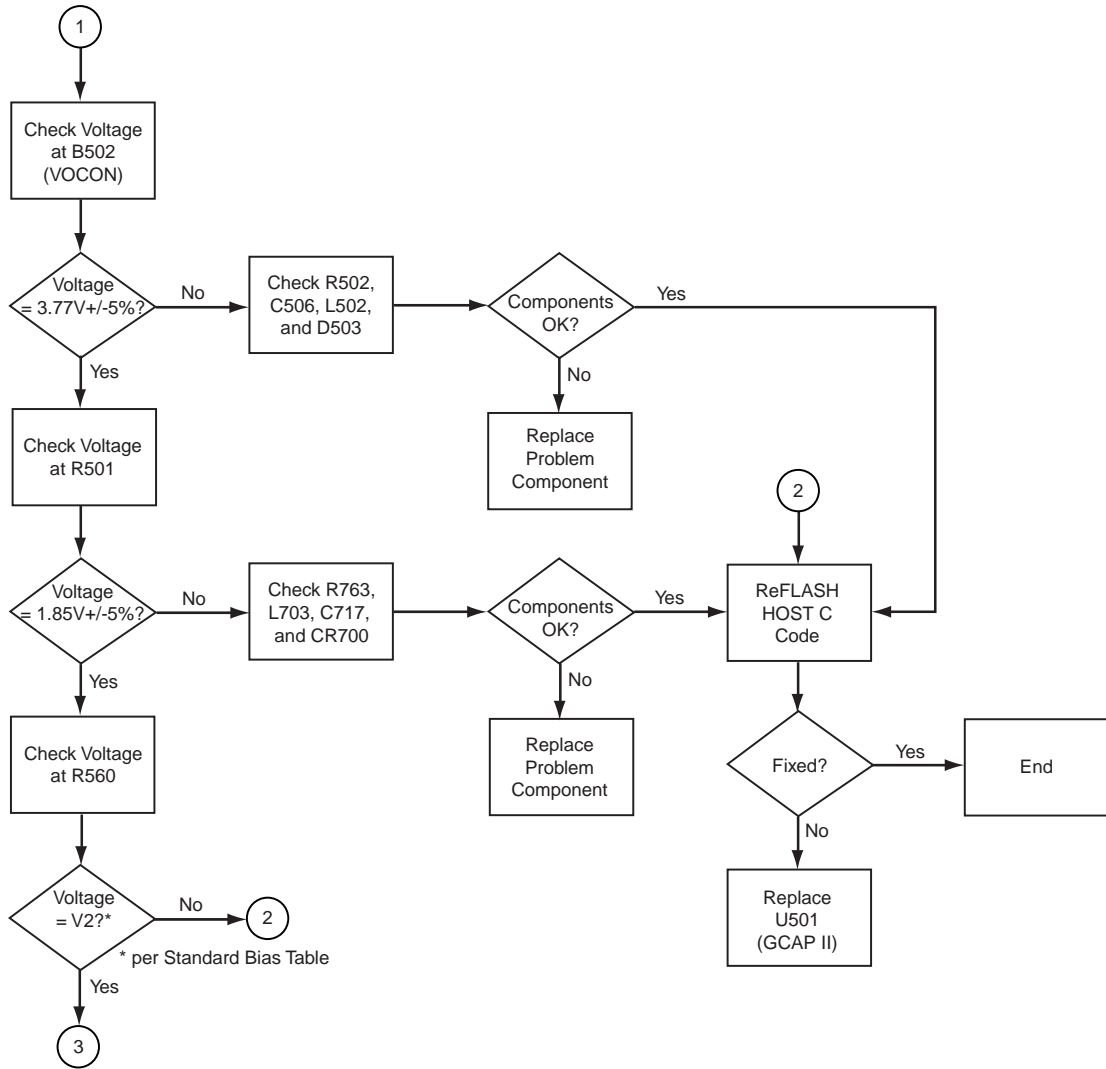 1
Check Voltage
at B502
(VOCON)
Voltage
= 3.77V+/-5%?
No
Yes
Check R502,
C506, L502,
and D503
Components
OK?
Yes
No
Replace
Problem
Component
Check Voltage
at R501
Voltage
= 1.85V+/-5%?
No
Yes
Check R763,
L703, C717,
and CR700
Components
OK?
Yes
No
Replace
Problem
Component
2
ReFLASH
HOST C
Code
Fixed?
Yes
No
End
Replace
U501
(GCAP II)
Check Voltage
at R560
Voltage
= V2?*
No
2
* per Standard Bias Table
Yes
3